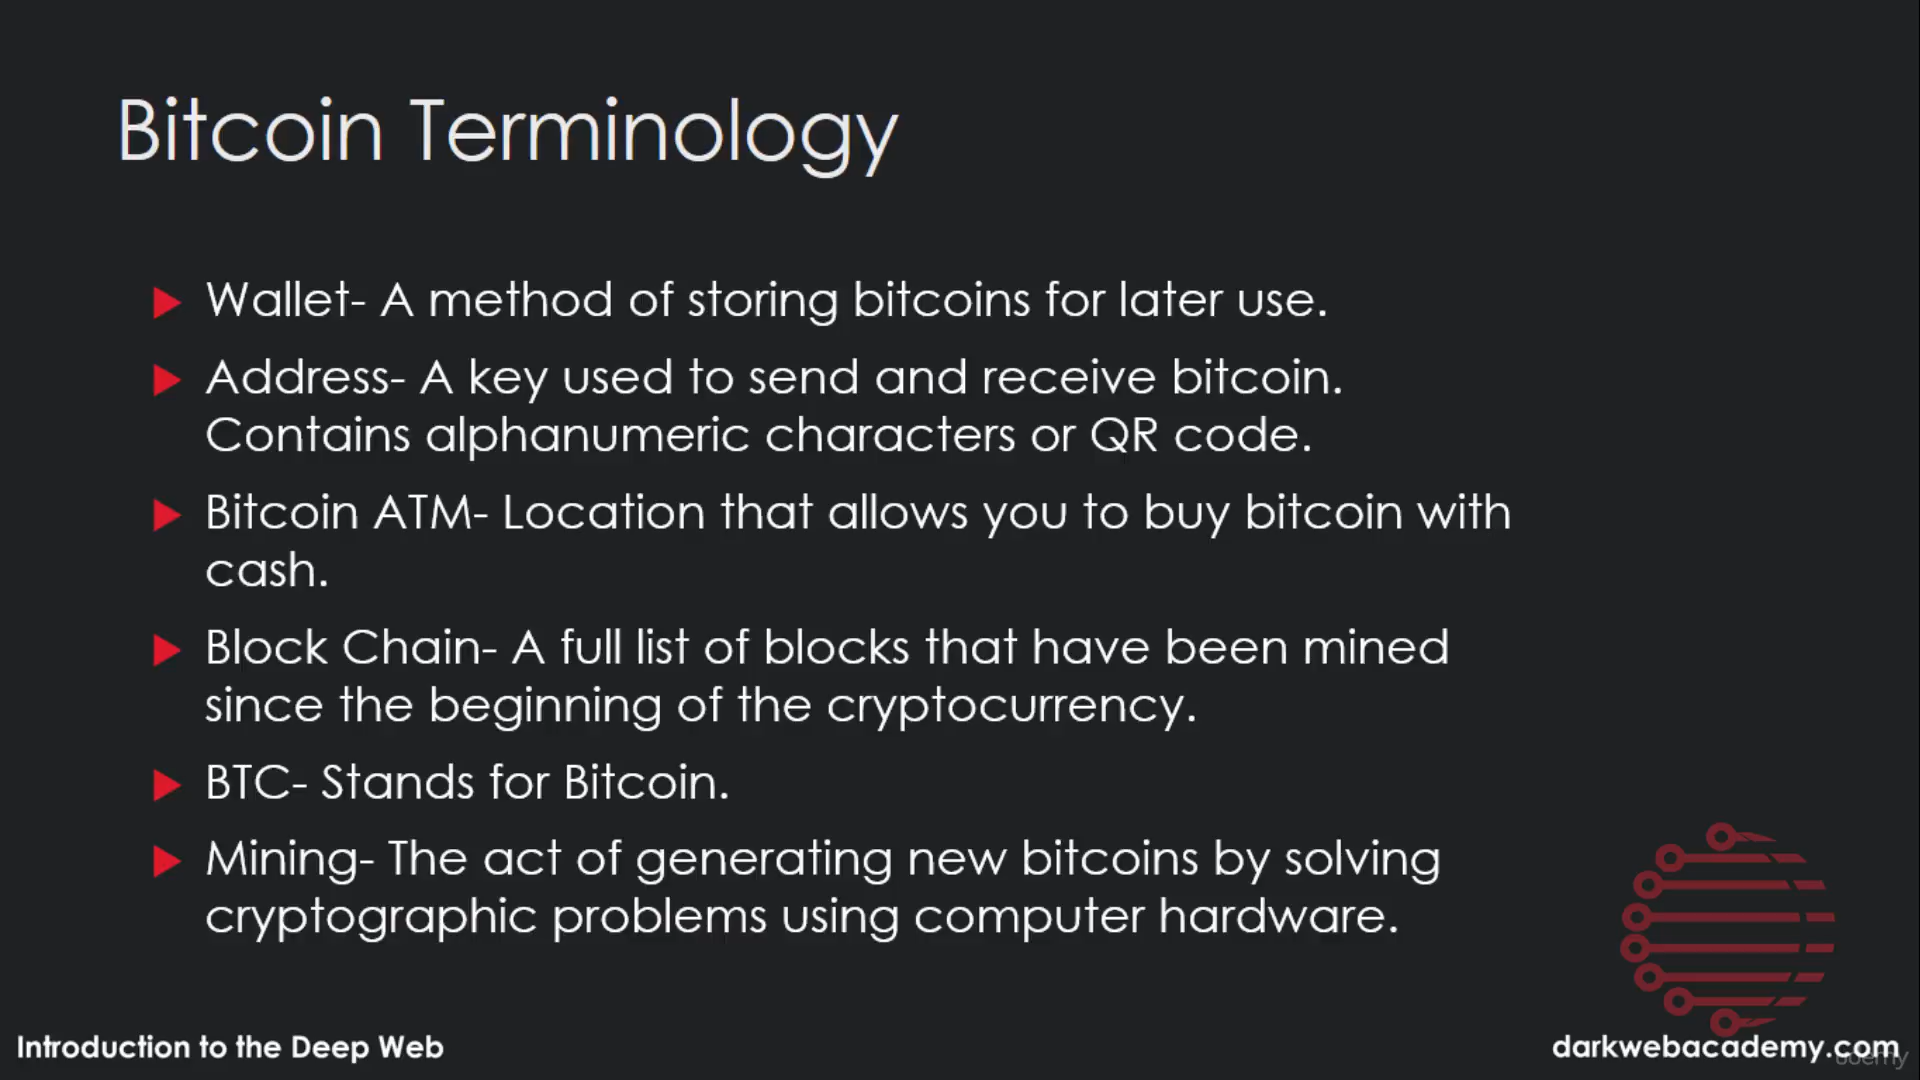 Bitcoin Terminology
Wallet- A method of storing bitcoins for later use.
Address- A key used to send and receive bitcoin.
Contains alphanumeric characters or QR code.
Bitcoin ATM- Location that allows you to buy bitcoin with
cash.
Block Chain- A full list of blocks that have been mined
since the beginning of the cryptocurrency.
BTC- Stands for Bitcoin.
Mining- The act of generating new bitcoins by solving
cryptographic problems using computer hardware.
Introduction to the Deep Web
darkwebacademy.com
udemy